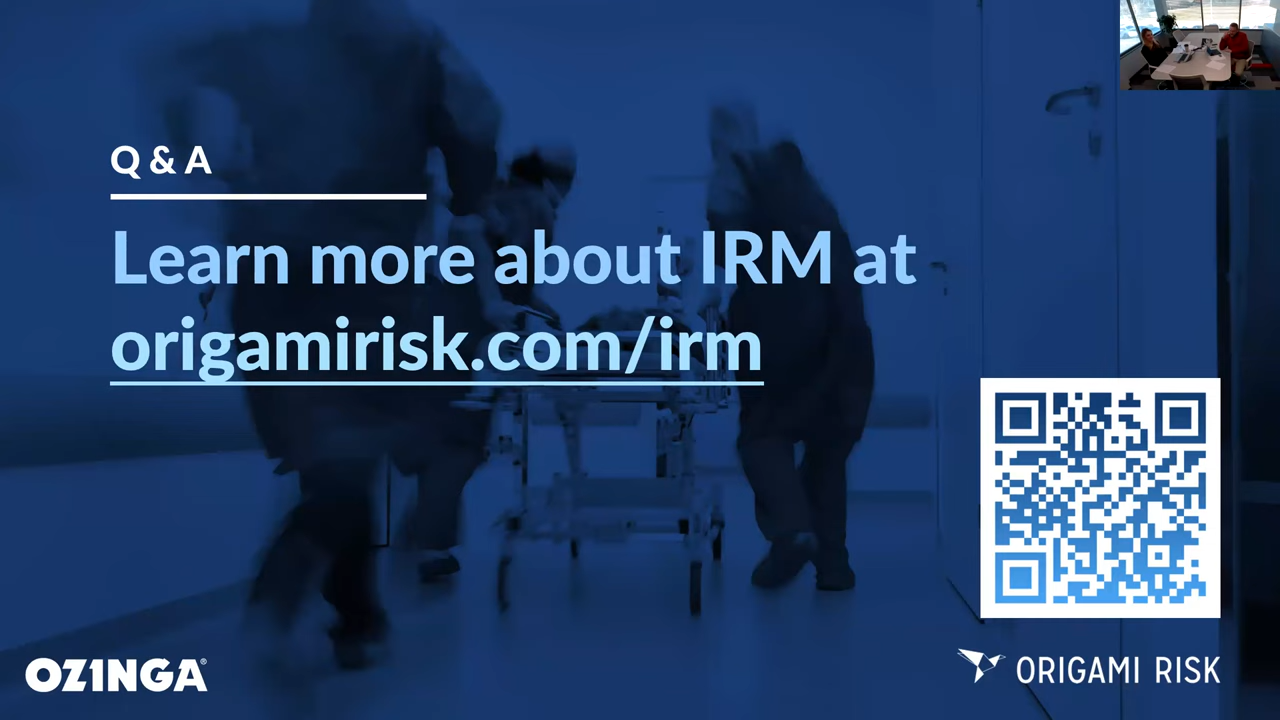 Q & A
Learn more about IRM at
origamirisk.com/irm
OZINGA®
ORIGAMI RISK